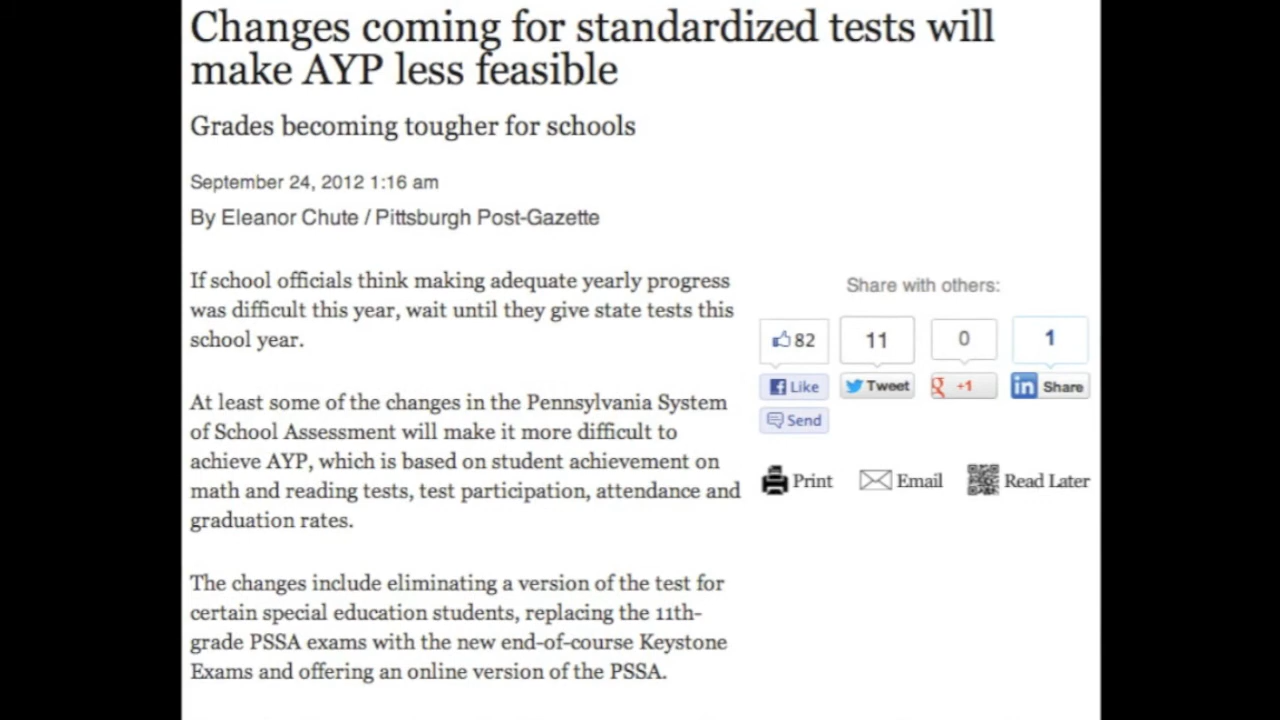 Changes coming for standardized tests will
make AYP less feasible
Grades becoming tougher for schools
September 24, 2012 1:16 am
By Eleanor Chute / Pittsburgh Post-Gazette
If school officials think making adequate yearly progress
was difficult this year, wait until they give state tests this
school year.
At least some of the changes in the Pennsylvania System
of School Assessment will make it more difficult to
achieve AYP, which is based on student achievement on
math and reading tests, test participation, attendance and
graduation rates.
The changes include eliminating a version of the test for
certain special education students, replacing the 11th-
grade PSSA exams with the new end-of-course Keystone
Exams and offering an online version of the PSSA.
Share with others:
82 11 0 1
Like Tweet +1 in Share
Send
Print Email Read Later